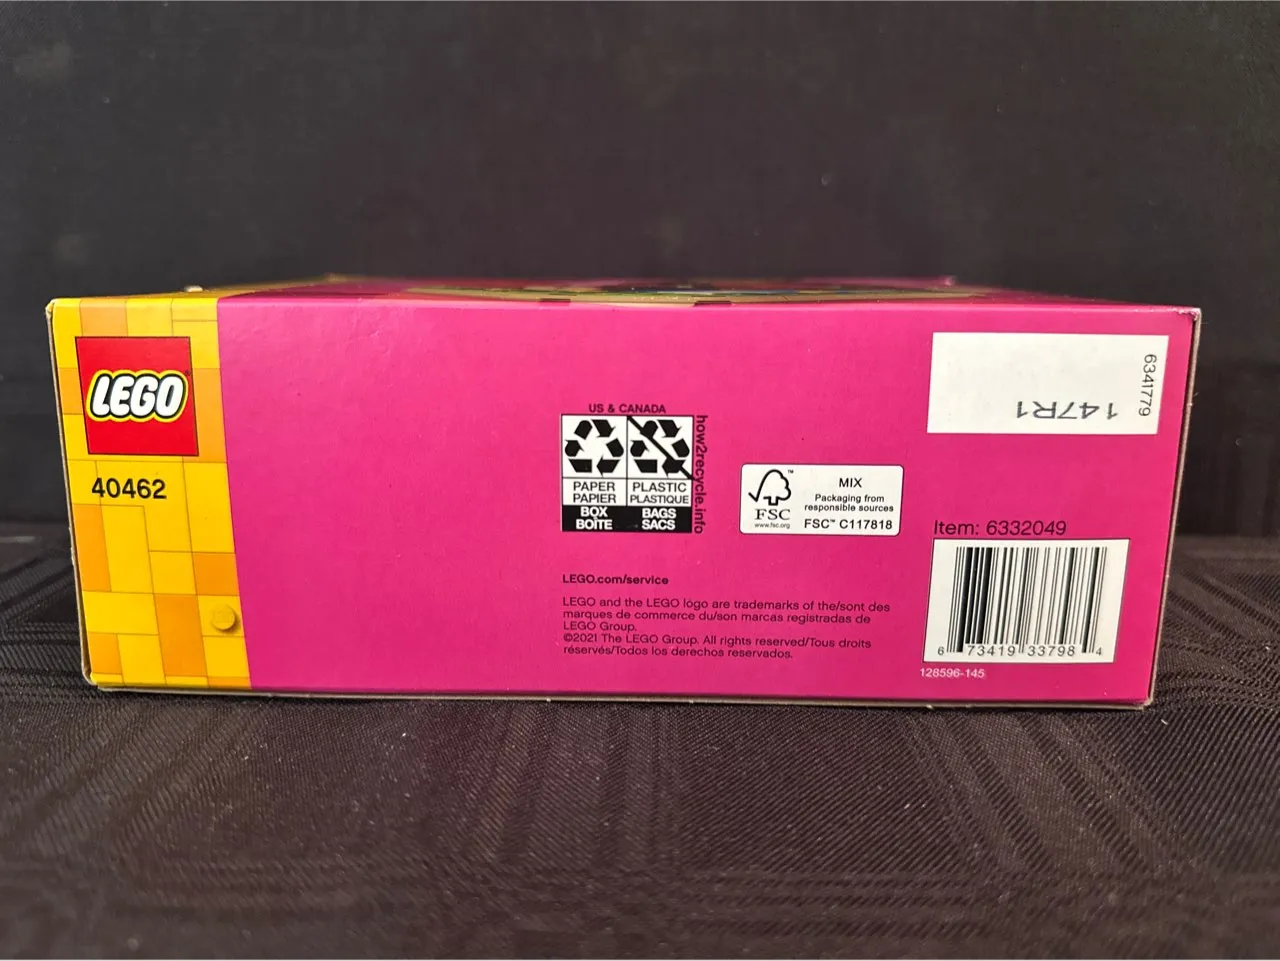 LEGO
40462
US & CANADA
PAPER
PAPIER
BOX
BOÎTE
PLASTIC
PLASTIQUE
BAGS
SACS
how2recycle.info
FSC
www.fsc.org
MIX
Packaging from
responsible sources
FSC™ C117818
LEGO.com/service
LEGO and the LEGO logo are trademarks of the/sont des
marques de commerce du/son marcas registradas de
LEGO Group.
©2021 The LEGO Group. All rights reserved/Tous droits
réservés/Todos los derechos reservados.
6341779
147R1
Item: 6332049
6 73419 33798 4
128596-145